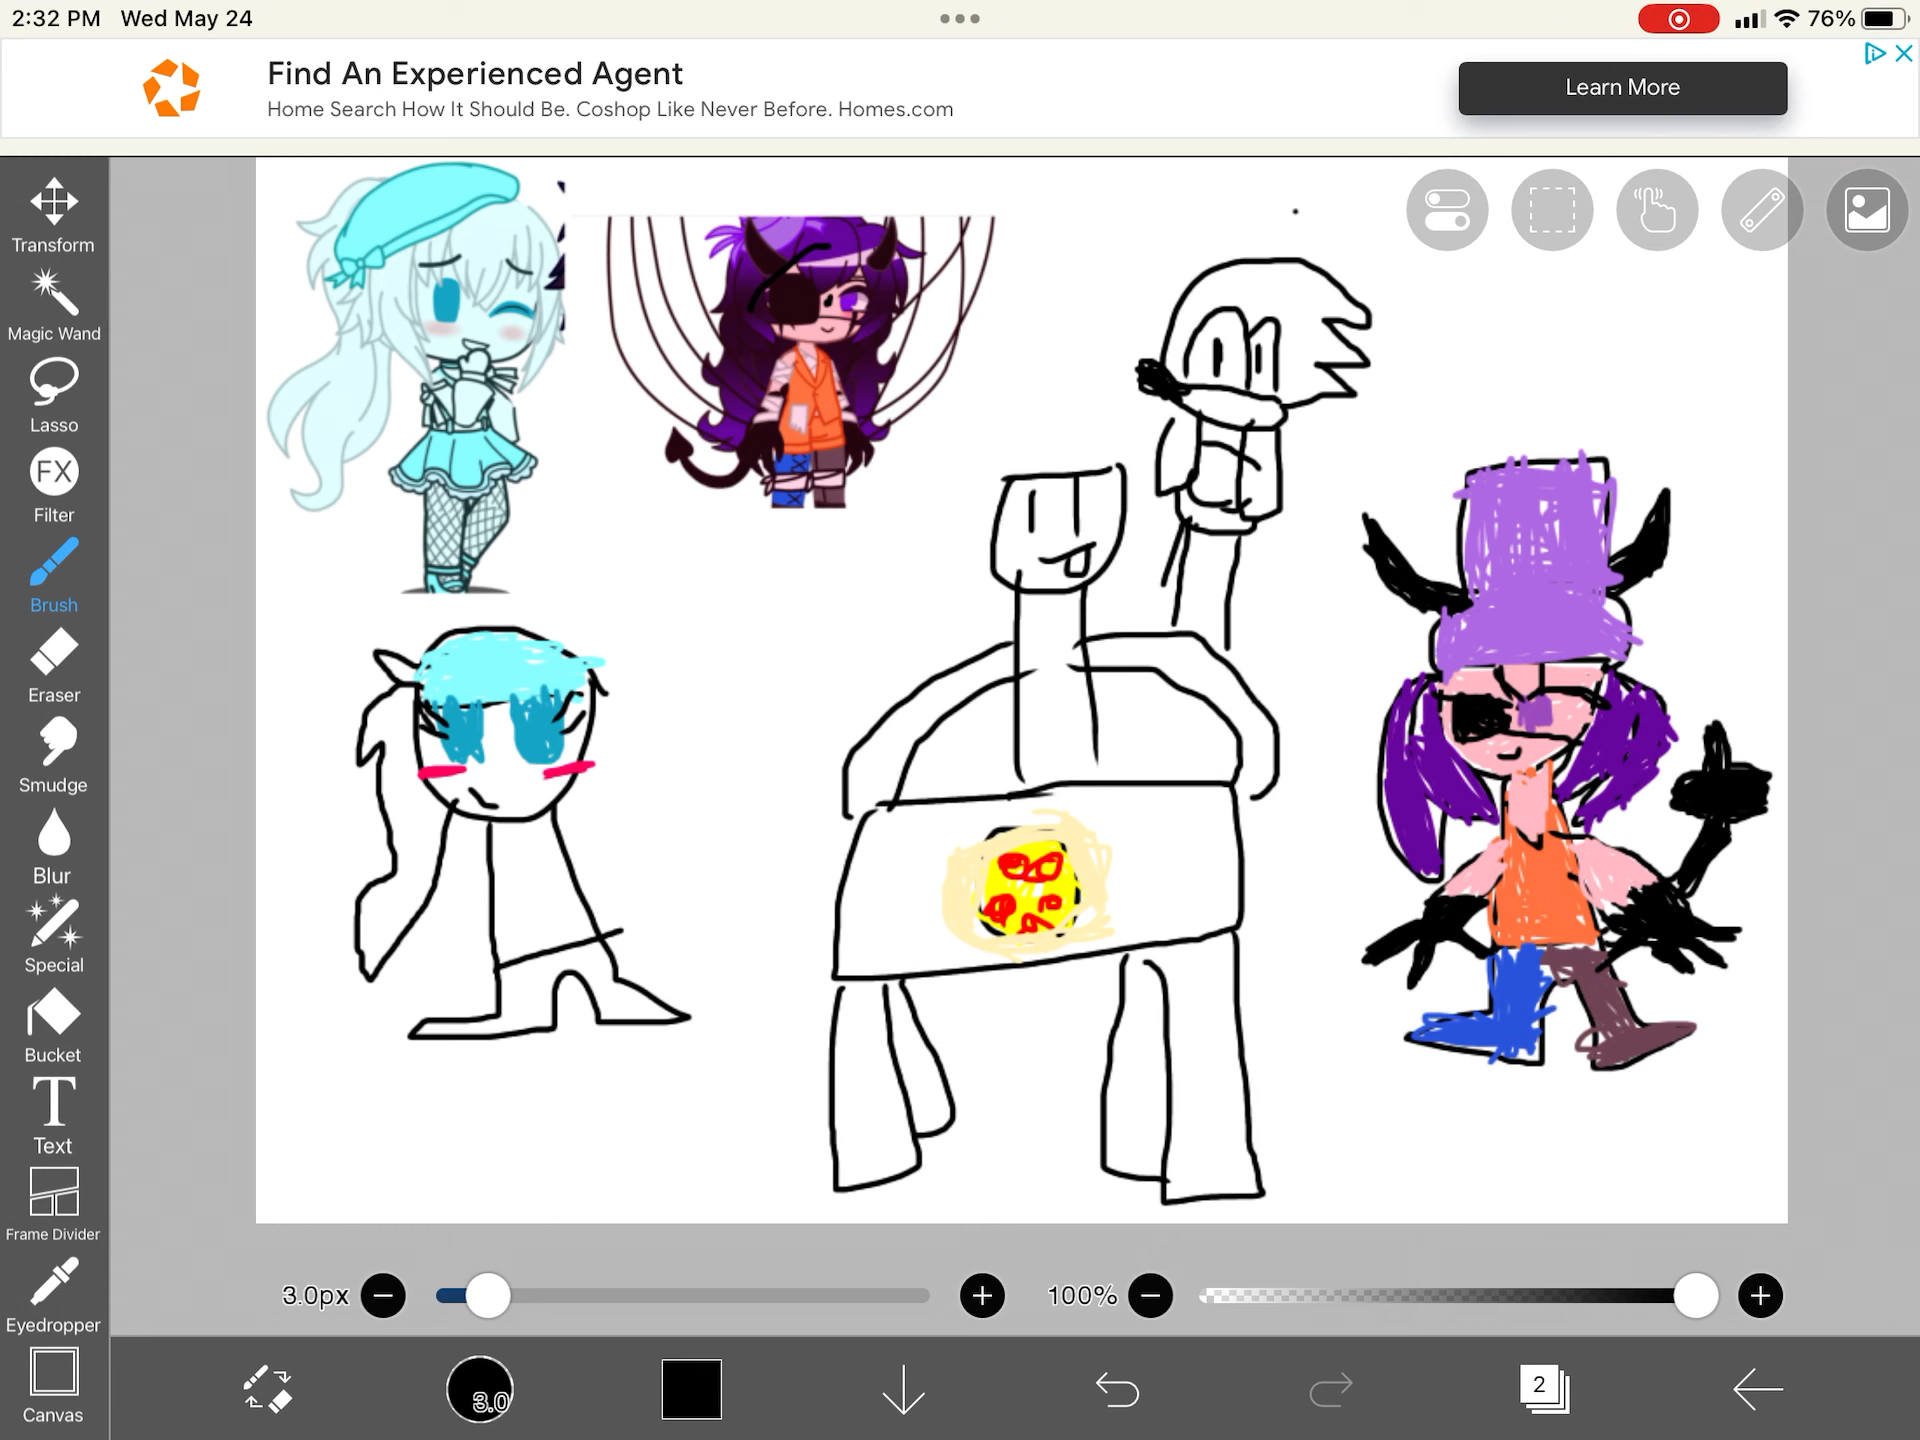 2:32 PM Wed May 24
76%
Find An Experienced Agent
Home Search How It Should Be. Coshop Like Never Before. Homes.com
Learn More
Transform
Magic Wand
Lasso
FX
Filter
Brush
Eraser
Smudge
Blur
Special
Bucket
T
Text
Frame Divider
Eyedropper
Canvas
3.0px
100%
3.0
2